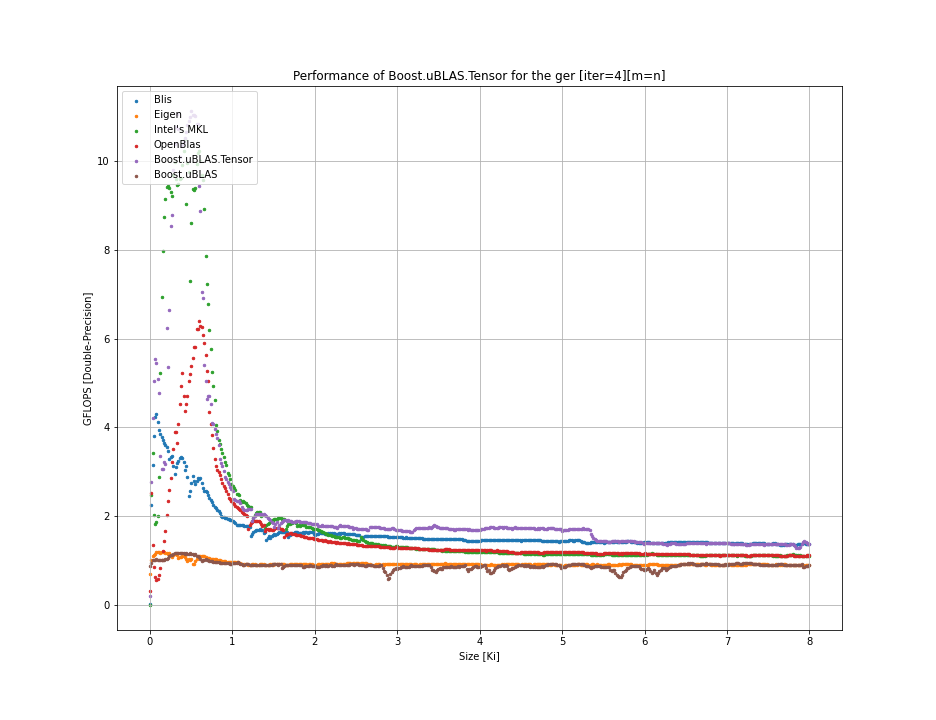 Performance of Boost.uBLAS.Tensor for the ger [iter=4][m=n]
Blis
Eigen
Intel's MKL
OpenBlas
Boost.uBLAS.Tensor
Boost.uBLAS
GFLOPS [Double-Precision]
10
8
6
4
2
0
0 1 2 3 4 5 6 7 8
Size [Ki]